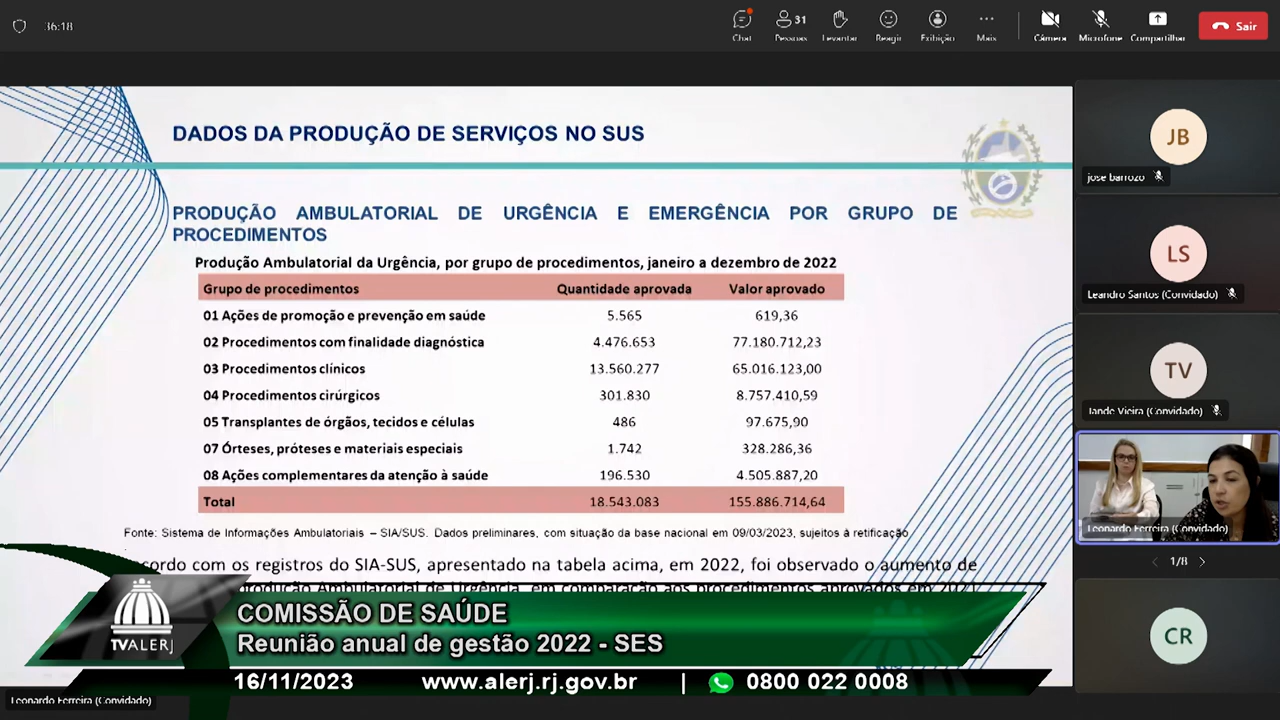 36:18
Chat
31
Pessoas
Levantar
Reagir
Exibição
Mais
Câmera
Microfone
Compartilhar
Sair
DADOS DA PRODUÇÃO DE SERVIÇOS NO SUS
PRODUÇÃO AMBULATORIAL DE URGÊNCIA E EMERGÊNCIA POR GRUPO DE
PROCEDIMENTOS
Produção Ambulatorial da Urgência, por grupo de procedimentos, janeiro a dezembro de 2022
Grupo de procedimentos Quantidade aprovada Valor aprovado
01 Ações de promoção e prevenção em saúde 5.565 619,36
02 Procedimentos com finalidade diagnóstica 4.476.653 77.180.712,23
03 Procedimentos clínicos 13.560.277 65.016.123,00
04 Procedimentos cirúrgicos 301.830 8.757.410,59
05 Transplantes de órgãos, tecidos e células 486 97.675,90
07 Órteses, próteses e materiais especiais 1.742 328.286,36
08 Ações complementares da atenção à saúde 196.530 4.505.887,20
Total 18.543.083 155.886.714,64
Fonte: Sistema de Informações Ambulatoriais – SIA/SUS. Dados preliminares, com situação da base nacional em 09/03/2023, sujeitos à retificação
com os registros do SIA-SUS, apresentado na tabela acima, em 2022, foi observado o aumento de
Ambulatorial de Urgência, em comparação aos procedimentos aprovados em 2021
JB
jose barrozo
LS
Leandro Santos (Convidado)
TV
Vieira (Convidado)
Leonardo Ferreira (Convidado)
1/8
CR
TVALERJ
COMISSÃO DE SAÚDE
Reunião anual de gestão 2022 - SES
16/11/2023 www.alerj.rj.gov.br | 0800 022 0008
Leonardo Ferreira (Convidado)